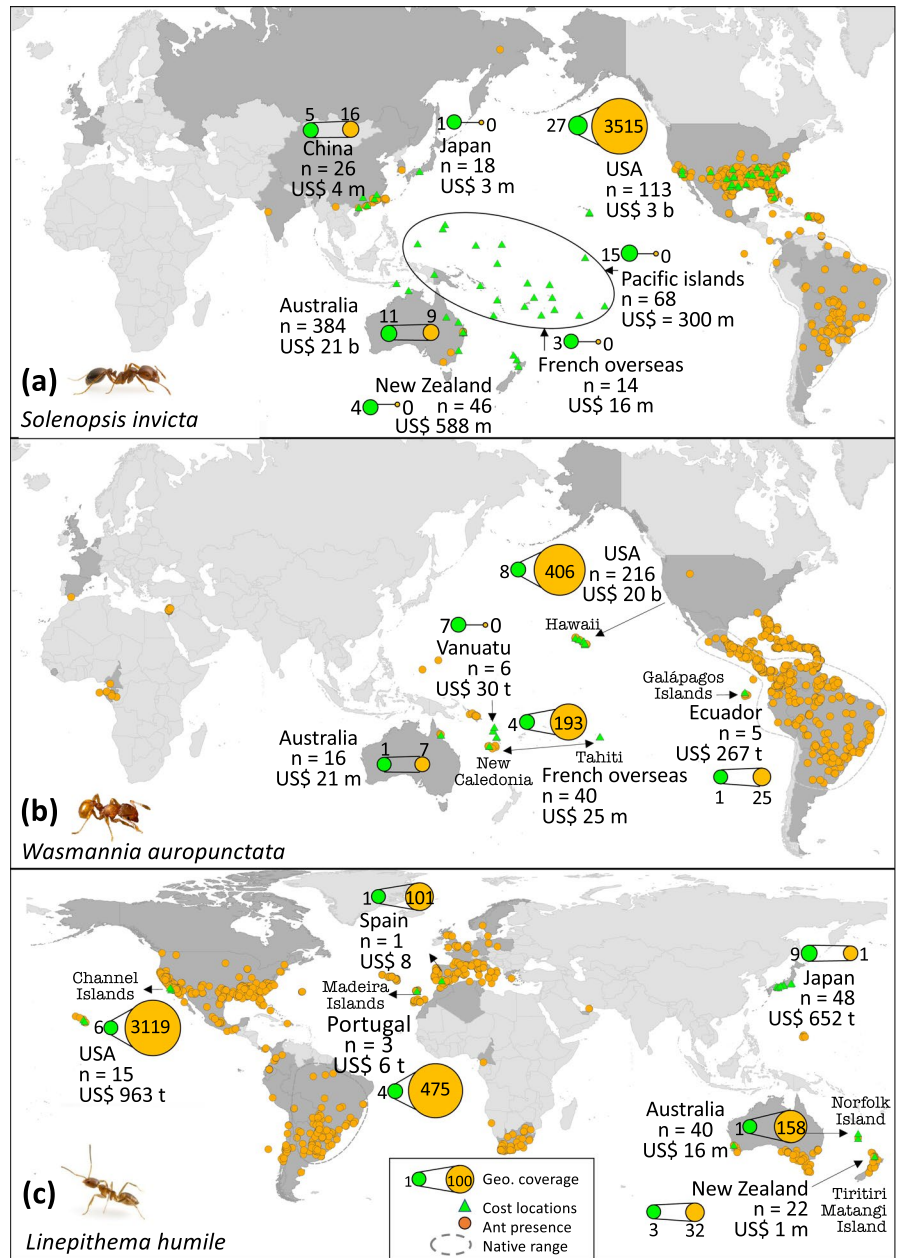 5 16
China
n = 26
US$ 4 m
1 0
Japan
n = 18
US$ 3 m
27 3515
USA
n = 113
US$ 3 b
15 0
Pacific islands
n = 68
US$ = 300 m
Australia
n = 384
US$ 21 b
11 9
3 0
French overseas
n = 14
US$ 16 m
New Zealand
4 0 n = 46
US$ 588 m
(a)
Solenopsis invicta
8 406
USA
n = 216
US$ 20 b
Hawaii
7 0
Vanuatu
n = 6
US$ 30 t
Galápagos
Islands
Ecuador
n = 5
US$ 267 t
1 25
4 193
Australia
n = 16
US$ 21 m
1 7
New
Caledonia
Tahiti
French overseas
n = 40
US$ 25 m
(b)
Wasmannia auropunctata
1 101
Spain
n = 1
US$ 8
Channel
Islands
Madeira
Islands
Portugal
n = 3
US$ 6 t
4 475
6 3119
USA
n = 15
US$ 963 t
9 1
Japan
n = 48
US$ 652 t
Australia
n = 40
US$ 16 m
1 158
Norfolk
Island
New Zealand
n = 22
US$ 1 m
3 32
Tiritiri
Matangi
Island
(c)
Linepithema humile
1 100 Geo. coverage
Cost locations
Ant presence
Native range